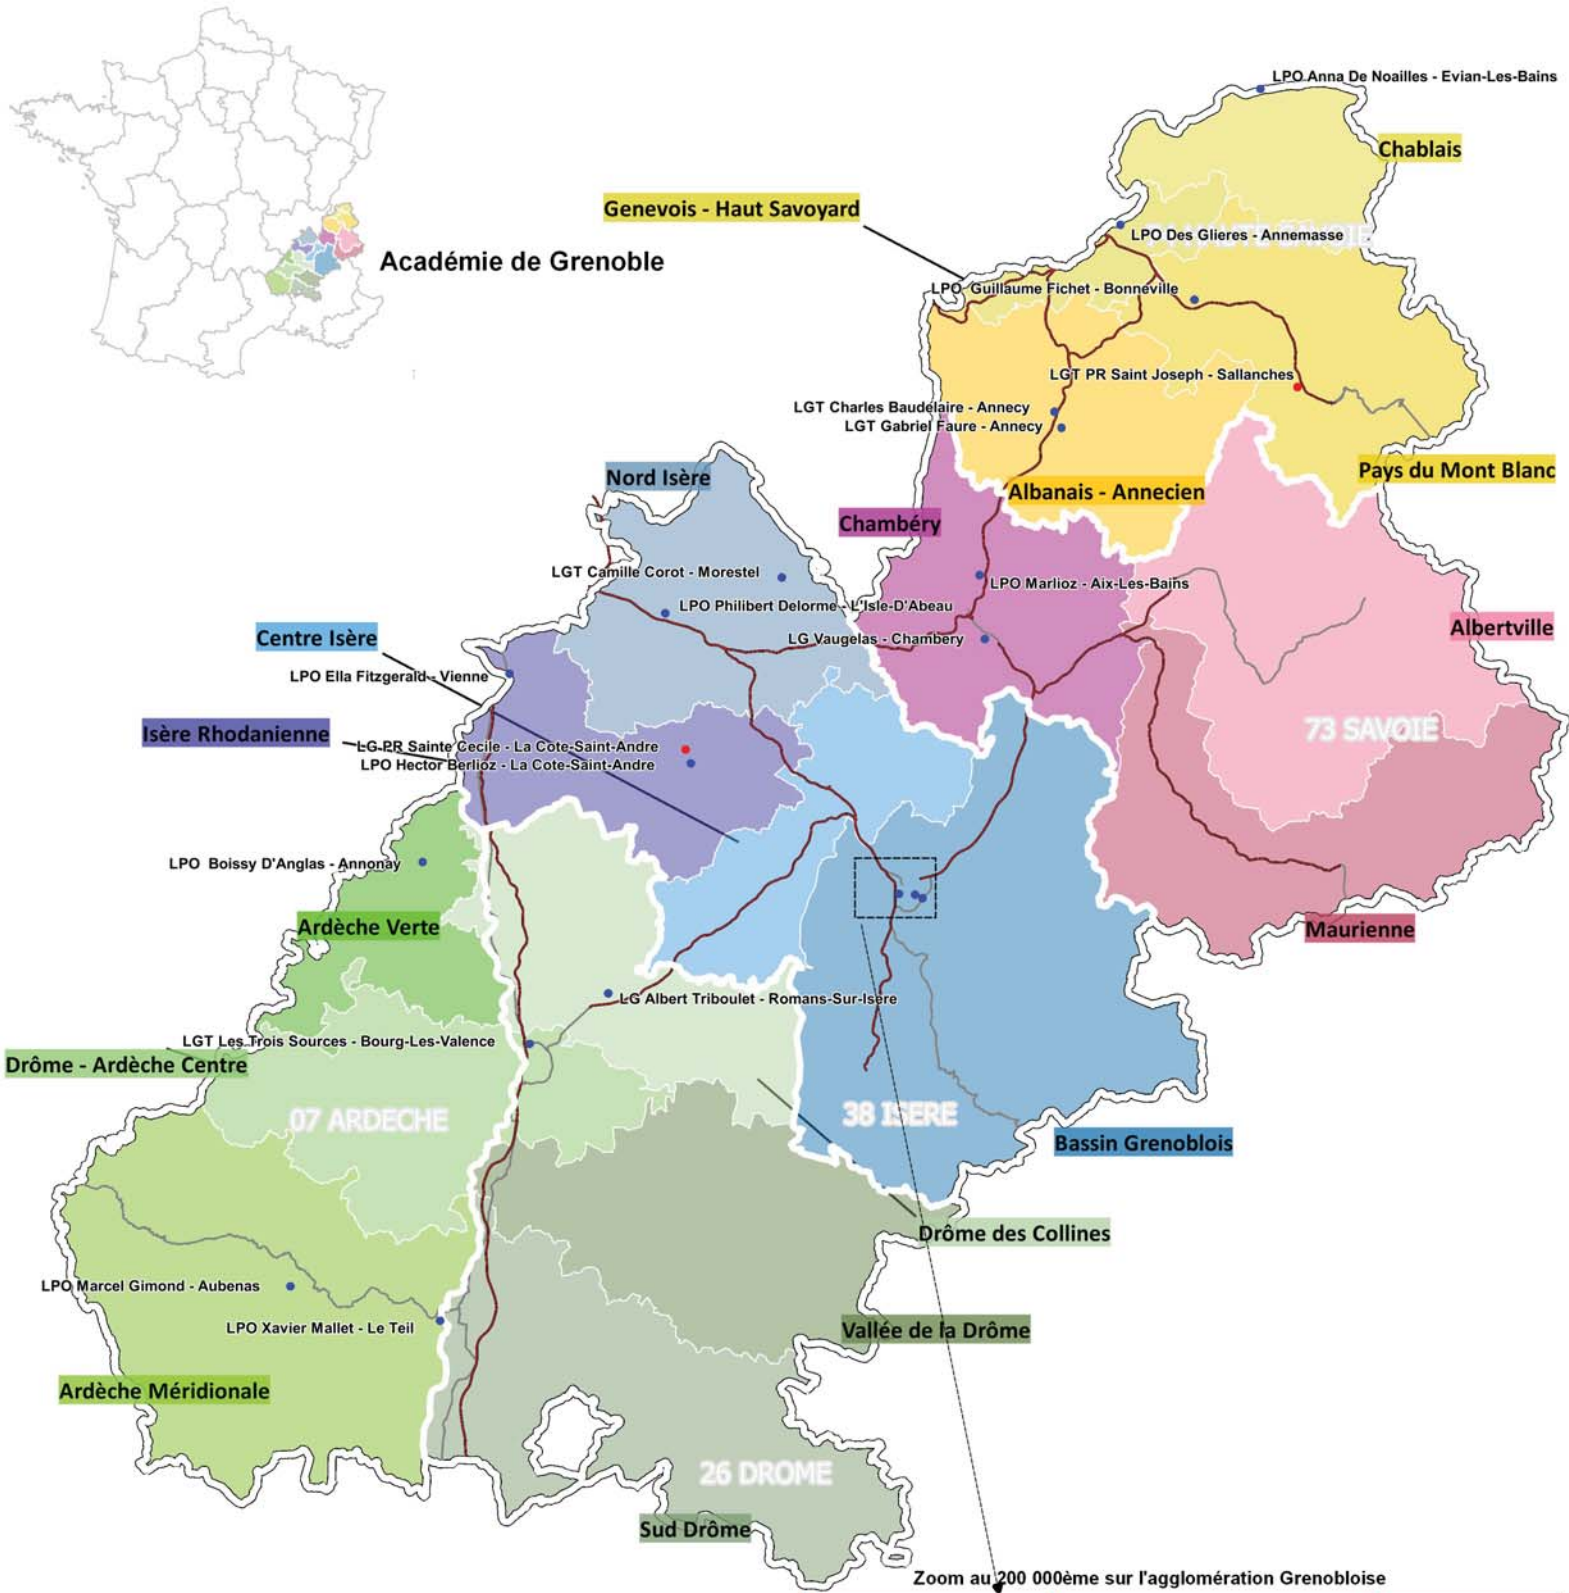 LPO Anna De Noailles - Evian-Les-Bains
Chablais
Genevois - Haut Savoyard
LPO Des Glieres - Annemasse
74 HAUTE SAVOIE
Académie de Grenoble
LPO Guillaume Fichet - Bonneville
LGT PR Saint Joseph - Sallanches
LGT Charles Baudelaire - Annecy
LGT Gabriel Faure - Annecy
Pays du Mont Blanc
Nord Isère
Albanais - Annecien
Chambéry
LGT Camille Corot - Morestel
LPO Marlioz - Aix-Les-Bains
LPO Philibert Delorme - L'Isle-D'Abeau
Centre Isère
LG Vaugelas - Chambery
Albertville
LPO Ella Fitzgerald - Vienne
Isère Rhodanienne
73 SAVOIE
LG PR Sainte Cecile - La Cote-Saint-Andre
LPO Hector Berlioz - La Cote-Saint-Andre
LPO Boissy D'Anglas - Annonay
Ardèche Verte
Maurienne
LG Albert Triboulet - Romans-Sur-Isere
LGT Les Trois Sources - Bourg-Les-Valence
Drôme - Ardèche Centre
07 ARDECHE
38 ISERE
Bassin Grenoblois
Drôme des Collines
LPO Marcel Gimond - Aubenas
LPO Xavier Mallet - Le Teil
Vallée de la Drôme
Ardèche Méridionale
26 DROME
Sud Drôme
Zoom au 200 000ème sur l'agglomération Grenobloise